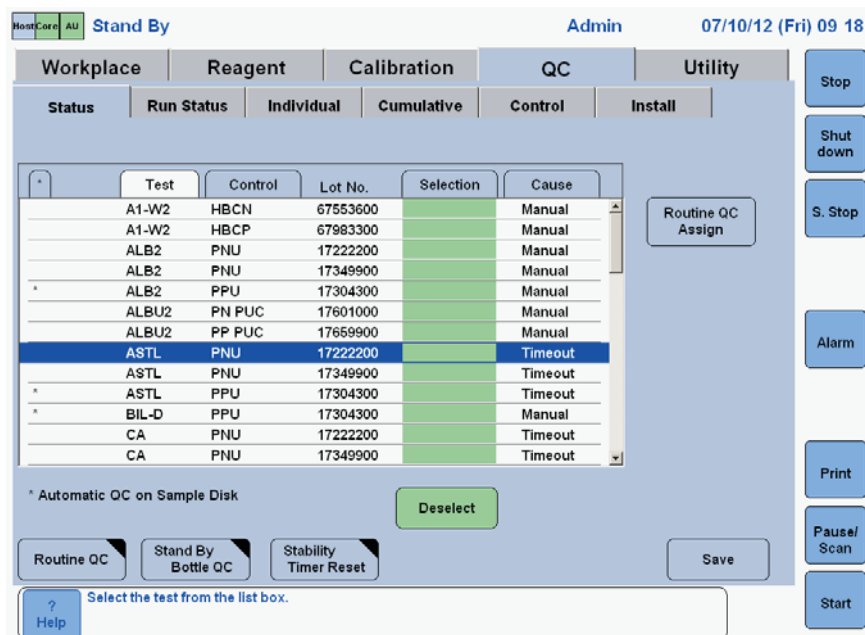 Host Core AU Stand By Admin 07/10/12 (Fri) 09 18
Workplace Reagent Calibration QC Utility
Status Run Status Individual Cumulative Control Install
* Test Control Lot No. Selection Cause
A1-W2 HBCN 67553600 Manual
A1-W2 HBCP 67983300 Manual
ALB2 PNU 17222200 Manual
ALB2 PNU 17349900 Manual
* ALB2 PPU 17304300 Manual
ALBU2 PN PUC 17601000 Manual
ALBU2 PP PUC 17659900 Manual
ASTL PNU 17222200 Timeout
ASTL PNU 17349900 Timeout
* ASTL PPU 17304300 Timeout
* BIL-D PPU 17304300 Manual
CA PNU 17222200 Timeout
CA PNU 17349900 Timeout
Routine QC
Assign
* Automatic QC on Sample Disk
Deselect
Routine QC
Stand By
Bottle QC
Stability
Timer Reset
Save
?
Help
Select the test from the list box.
Stop
Shut
down
S. Stop
Alarm
Print
Pause/
Scan
Start